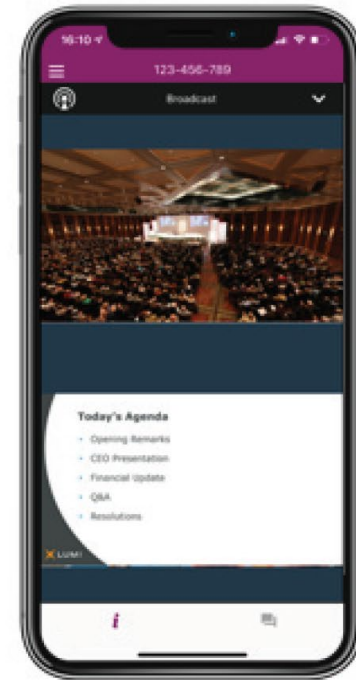 16:10
123-456-789
Broadcast
Today's Agenda
• Opening Remarks
• CEO Presentation
• Financial Update
• Q&A
• Resolutions
LUMI
i